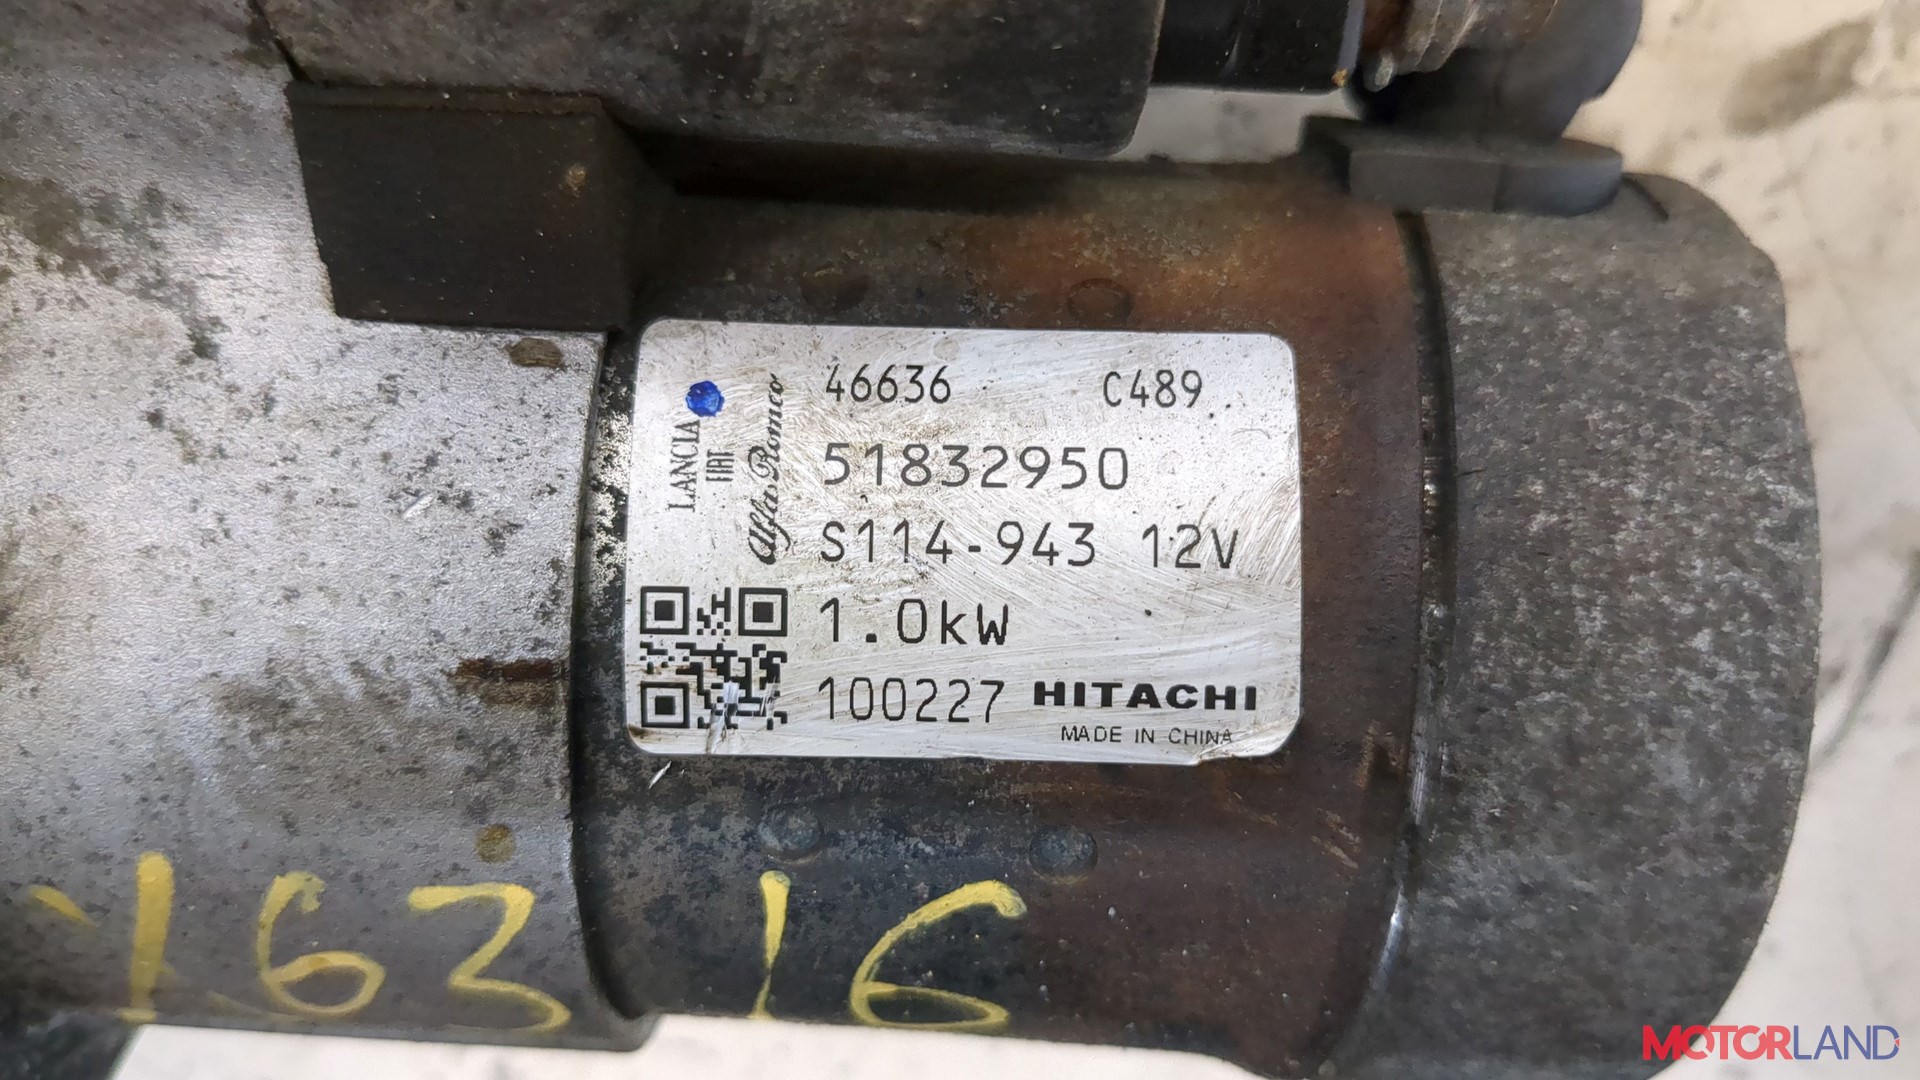 LANCIA
FIAT
Alfa Romeo
46636 C489
51832950
S114-943 12V
1.0kW
100227 HITACHI
MADE IN CHINA
163 16
MOTORLAND